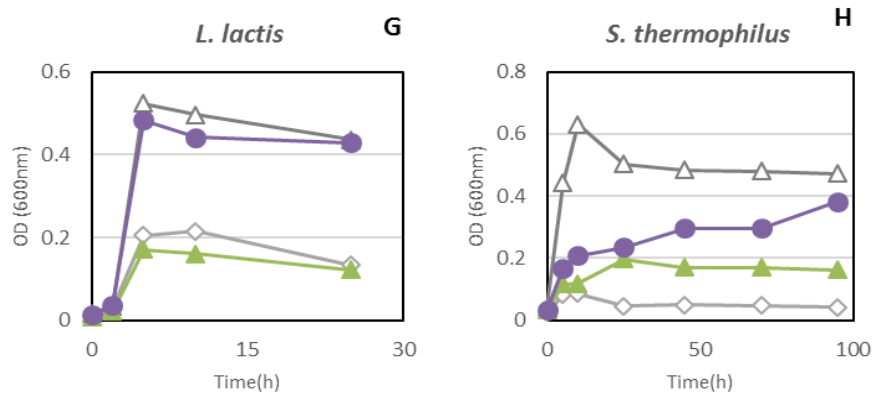 L. lactis
G
OD (600nm)
0.6
0.4
0.2
0
0
15
30
Time(h)
S. thermophilus
H
OD (600nm)
0.8
0.6
0.4
0.2
0
0
50
100
Time(h)